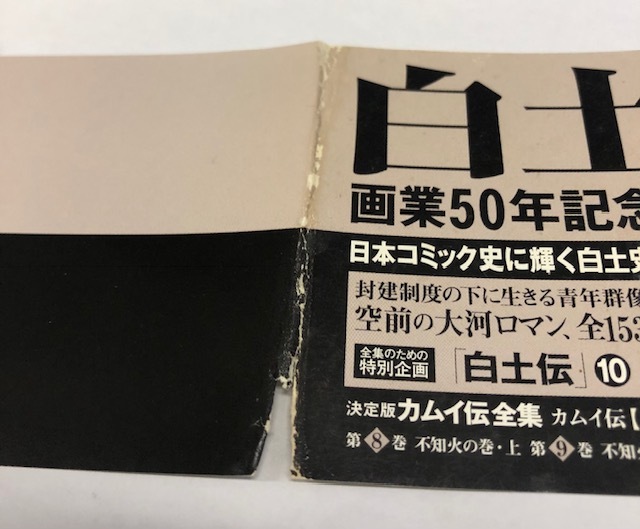 白土
画業50年記念
日本コミック史に輝く白土
封建制度の下に生きる青年群像
空前の大河ロマン、全153
全集のための
特別企画
「白土伝」⑩
決定版 カムイ伝全集 カムイ伝【
第8巻 不知火の巻・上 第9巻 不知